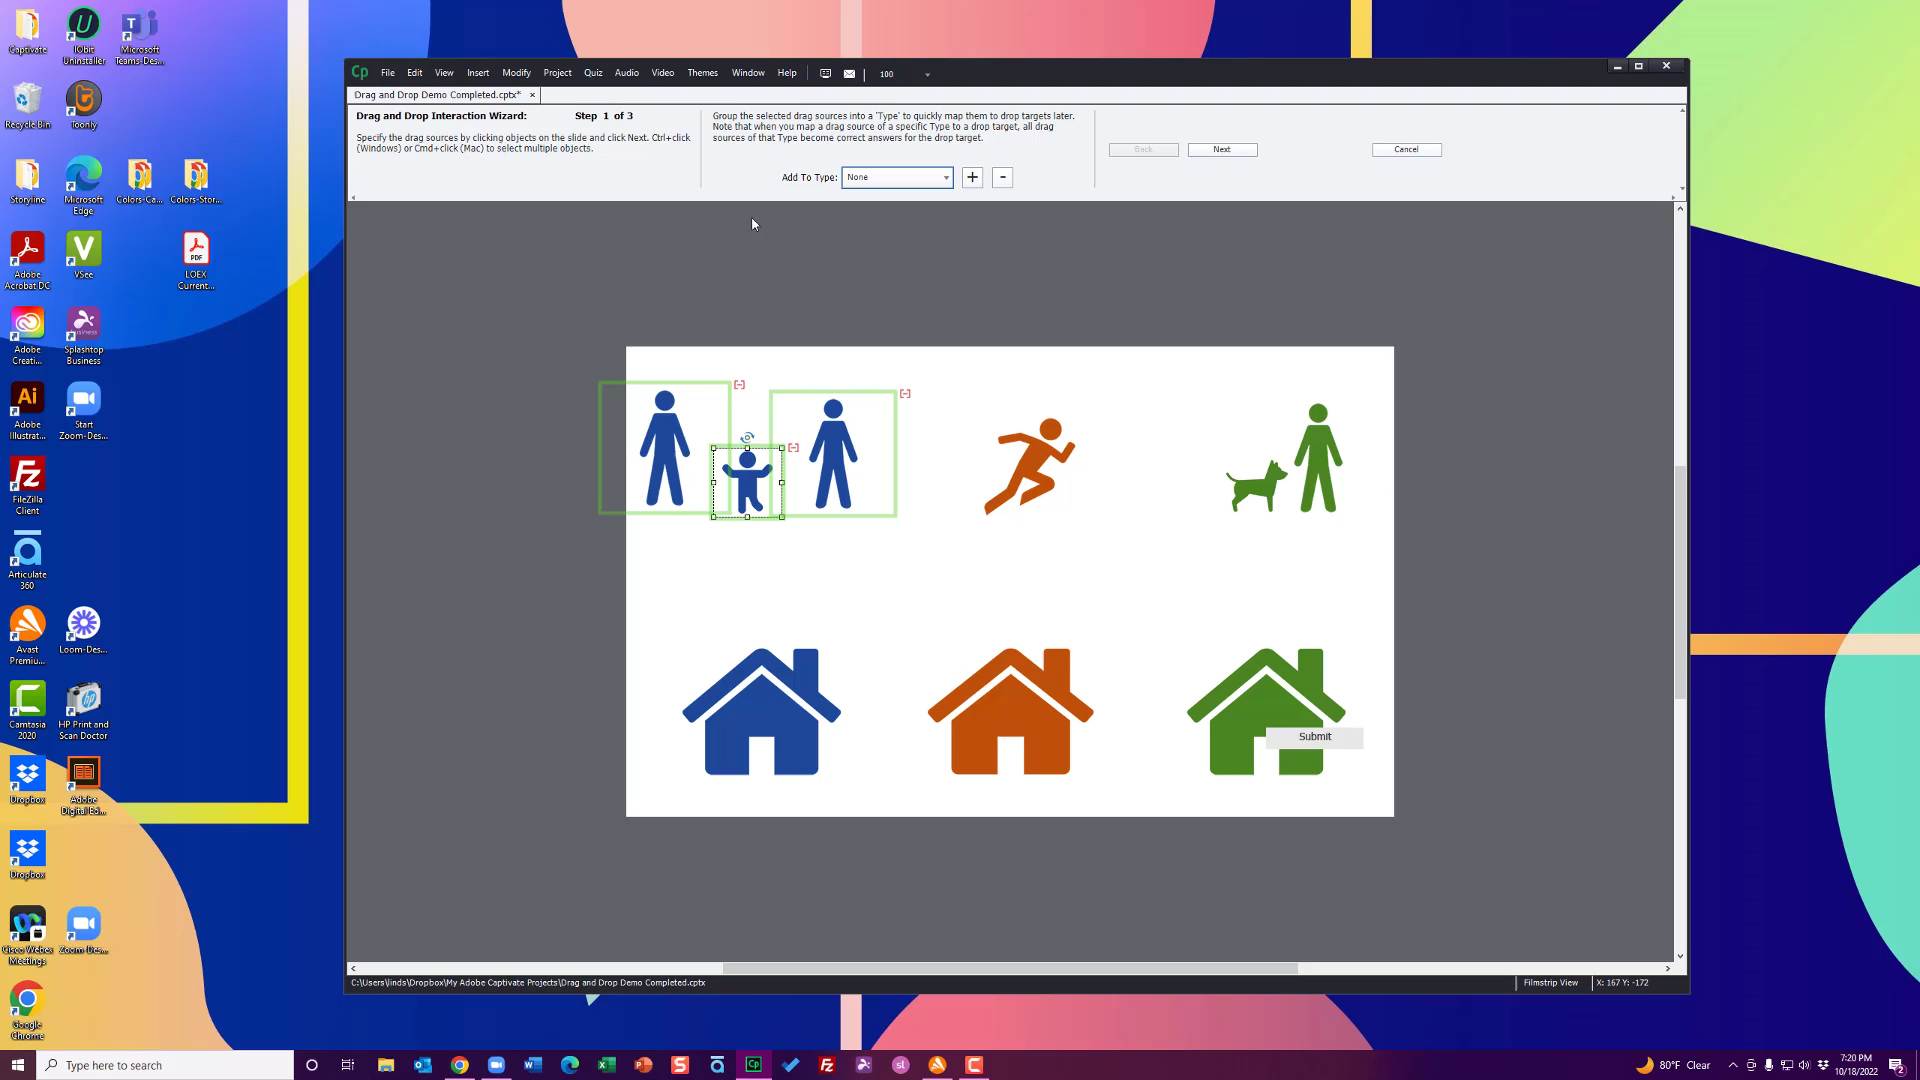 Captivate
IObit
Uninstaller
Microsoft
Teams-Des...
Recycle Bin
Toonly
Storyline
Microsoft
Edge
Colors-Ca...
Colors-Stor...
Adobe
Acrobat DC
VSee
PDF
LOEX
Current...
Adobe
Creati...
Splashtop
Business
business
Ai
Adobe
Illustrat...
Start
Zoom-Des...
FileZilla
Client
Articulate
360
Avast
Premiu...
Loom-Des...
Camtasia
2020
HP Print and
Scan Doctor
Dropbox
Adobe
Digital Ed...
Dropbox
Cisco Webex
Meetings
Zoom-Des...
Google
Chrome
Cp File Edit View Insert Modify Project Quiz Audio Video Themes Window Help 100
Drag and Drop Demo Completed.cptx* ×
Drag and Drop Interaction Wizard: Step 1 of 3
Specify the drag sources by clicking objects on the slide and click Next. Ctrl+click
(Windows) or Cmd+click (Mac) to select multiple objects.
Group the selected drag sources into a 'Type' to quickly map them to drop targets later.
Note that when you map a drag source of a specific Type to a drop target, all drag
sources of that Type become correct answers for the drop target.
Add To Type: None + -
Back Next Cancel
Submit
C:\Users\linds\Dropbox\My Adobe Captivate Projects\Drag and Drop Demo Completed.cptx
Filmstrip View X: 167 Y: -172
Type here to search
Cp
sl
80°F Clear
7:20 PM
10/18/2022
2